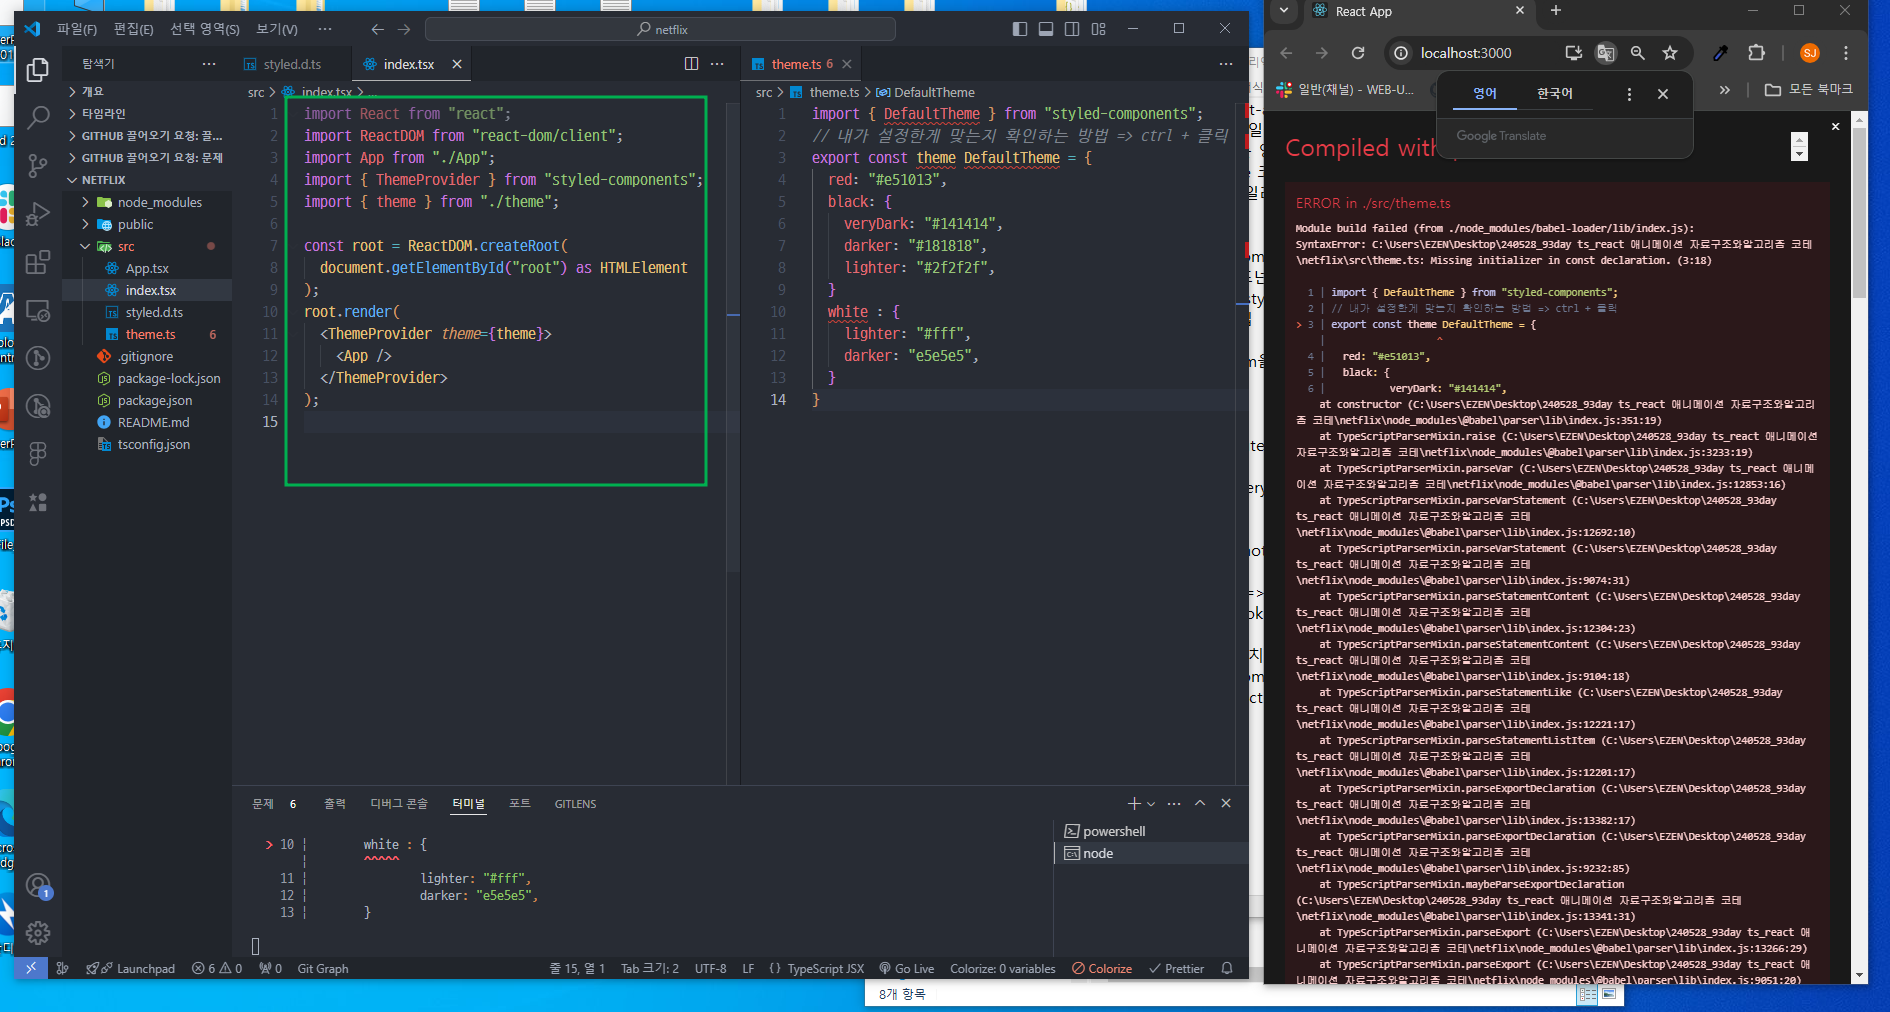 파일(F) 편집(E) 선택 영역(S) 보기(V) ··· netflix
탐색기 ···
개요
타임라인
GITHUB 끌어오기 요청: 끌...
GITHUB 끌어오기 요청: 문제
NETFLIX
node_modules
public
src
App.tsx
index.tsx
styled.d.ts
theme.ts 6
.gitignore
package-lock.json
package.json
README.md
tsconfig.json
styled.d.ts index.tsx
src > index.tsx > ...
1 import React from "react";
2 import ReactDOM from "react-dom/client";
3 import App from "./App";
4 import { ThemeProvider } from "styled-components";
5 import { theme } from "./theme";
6
7 const root = ReactDOM.createRoot(
8 document.getElementById("root") as HTMLElement
9 );
10 root.render(
11 <ThemeProvider theme={theme}>
12 <App />
13 </ThemeProvider>
14 );
15
theme.ts 6
src > theme.ts > DefaultTheme
1 import { DefaultTheme } from "styled-components";
2 // 내가 설정한게 맞는지 확인하는 방법 => ctrl + 클릭
3 export const theme DefaultTheme = {
4 red: "#e51013",
5 black: {
6 veryDark: "#141414",
7 darker: "#181818",
8 lighter: "#2f2f2f",
9 }
10 white : {
11 lighter: "#fff",
12 darker: "e5e5e5",
13 }
14 }
문제 6 출력 디버그 콘솔 터미널 포트 GITLENS
> 10 ¦ white : {
¦ ^^^^^
11 ¦ lighter: "#fff",
12 ¦ darker: "e5e5e5",
13 ¦ }
powershell
node
1
Launchpad 6 0 0 Git Graph 줄 15, 열 1 Tab 크기: 2 UTF-8 LF {} TypeScript JSX Go Live Colorize: 0 variables Colorize Prettier
8개 항목
React App
localhost:3000
SJ
일반(채널) - WEB-U... 모든 북마크
영어 한국어
Google Translate
Compiled with
ERROR in ./src/theme.ts
Module build failed (from ./node_modules/babel-loader/lib/index.js):
SyntaxError: C:\Users\EZEN\Desktop\240528_93day ts_react 애니메이션 자료구조와알고리즘 코테
\netflix\src\theme.ts: Missing initializer in const declaration. (3:18)
1 | import { DefaultTheme } from "styled-components";
2 | // 내가 설정한게 맞는지 확인하는 방법 => ctrl + 클릭
> 3 | export const theme DefaultTheme = {
| ^
4 | red: "#e51013",
5 | black: {
6 | veryDark: "#141414",
at constructor (C:\Users\EZEN\Desktop\240528_93day ts_react 애니메이션 자료구조와알고리
즘 코테\netflix\node_modules\@babel\parser\lib\index.js:351:19)
at TypeScriptParserMixin.raise (C:\Users\EZEN\Desktop\240528_93day ts_react 애니메이션
자료구조와알고리즘 코테\netflix\node_modules\@babel\parser\lib\index.js:3233:19)
at TypeScriptParserMixin.parseVar (C:\Users\EZEN\Desktop\240528_93day ts_react 애니메
이션 자료구조와알고리즘 코테\netflix\node_modules\@babel\parser\lib\index.js:12853:16)
at TypeScriptParserMixin.parseVarStatement (C:\Users\EZEN\Desktop\240528_93day
ts_react 애니메이션 자료구조와알고리즘 코테
\netflix\node_modules\@babel\parser\lib\index.js:12692:10)
at TypeScriptParserMixin.parseVarStatement (C:\Users\EZEN\Desktop\240528_93day
ts_react 애니메이션 자료구조와알고리즘 코테
\netflix\node_modules\@babel\parser\lib\index.js:9074:31)
at TypeScriptParserMixin.parseStatementContent (C:\Users\EZEN\Desktop\240528_93day
ts_react 애니메이션 자료구조와알고리즘 코테
\netflix\node_modules\@babel\parser\lib\index.js:12304:23)
at TypeScriptParserMixin.parseStatementContent (C:\Users\EZEN\Desktop\240528_93day
ts_react 애니메이션 자료구조와알고리즘 코테
\netflix\node_modules\@babel\parser\lib\index.js:9104:18)
at TypeScriptParserMixin.parseStatementLike (C:\Users\EZEN\Desktop\240528_93day
ts_react 애니메이션 자료구조와알고리즘 코테
\netflix\node_modules\@babel\parser\lib\index.js:12221:17)
at TypeScriptParserMixin.parseStatementListItem (C:\Users\EZEN\Desktop\240528_93day
ts_react 애니메이션 자료구조와알고리즘 코테
\netflix\node_modules\@babel\parser\lib\index.js:12201:17)
at TypeScriptParserMixin.parseExportDeclaration (C:\Users\EZEN\Desktop\240528_93day
ts_react 애니메이션 자료구조와알고리즘 코테
\netflix\node_modules\@babel\parser\lib\index.js:13382:17)
at TypeScriptParserMixin.parseExportDeclaration (C:\Users\EZEN\Desktop\240528_93day
ts_react 애니메이션 자료구조와알고리즘 코테
\netflix\node_modules\@babel\parser\lib\index.js:9232:85)
at TypeScriptParserMixin.maybeParseExportDeclaration
(C:\Users\EZEN\Desktop\240528_93day ts_react 애니메이션 자료구조와알고리즘 코테
\netflix\node_modules\@babel\parser\lib\index.js:13341:31)
at TypeScriptParserMixin.parseExport (C:\Users\EZEN\Desktop\240528_93day ts_react 애
니메이션 자료구조와알고리즘 코테\netflix\node_modules\@babel\parser\lib\index.js:13266:29)
at TypeScriptParserMixin.parseExport (C:\Users\EZEN\Desktop\240528_93day ts_react 애
니메이션 자료구조와알고리즘 코테\netflix\node_modules\@babel\parser\lib\index.js:9051:20)